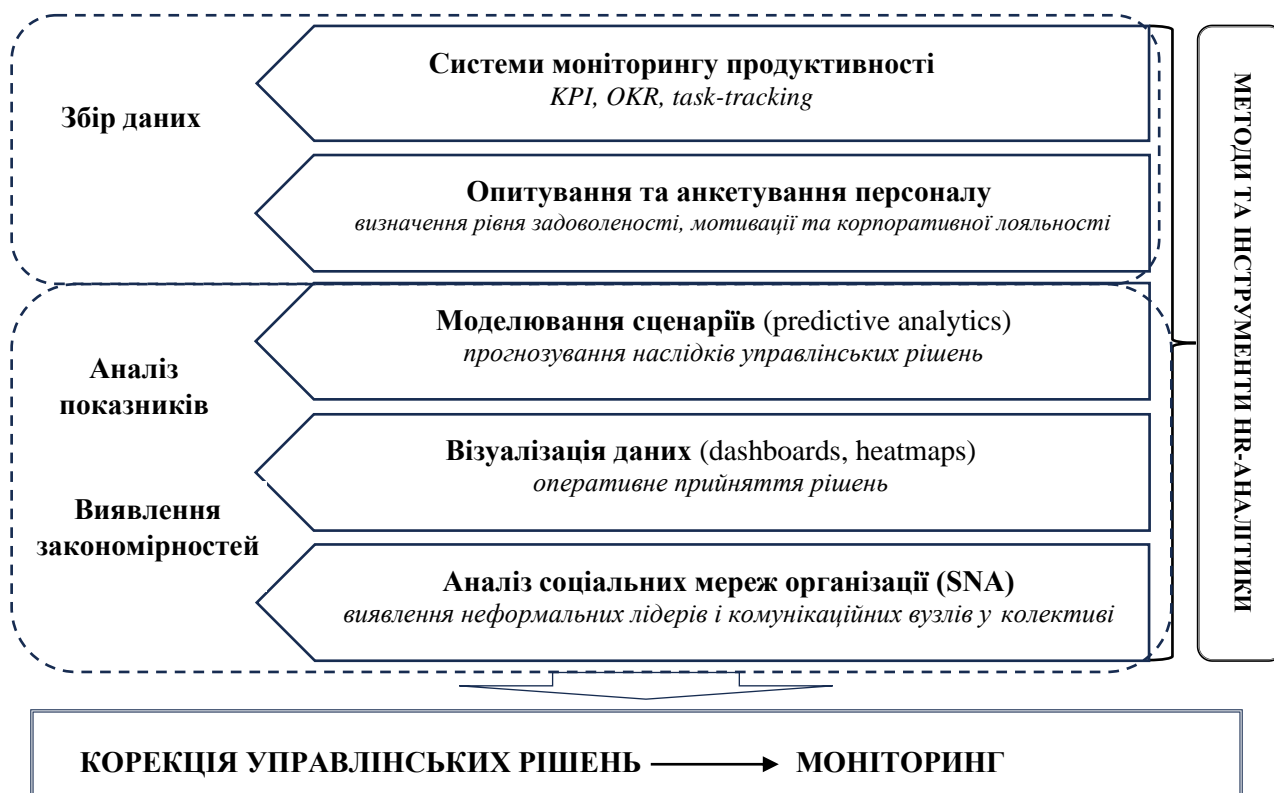 Збір даних
Системи моніторингу продуктивності
KPI, OKR, task-tracking
Опитування та анкетування персоналу
визначення рівня задоволеності, мотивації та корпоративної лояльності
Аналіз
показників
Виявлення
закономірностей
Моделювання сценаріїв (predictive analytics)
прогнозування наслідків управлінських рішень
Візуалізація даних (dashboards, heatmaps)
оперативне прийняття рішень
Аналіз соціальних мереж організації (SNA)
виявлення неформальних лідерів і комунікаційних вузлів у колективі
МЕТОДИ ТА ІНСТРУМЕНТИ HR-АНАЛІТИКИ
КОРЕКЦІЯ УПРАВЛІНСЬКИХ РІШЕНЬ → МОНІТОРИНГ